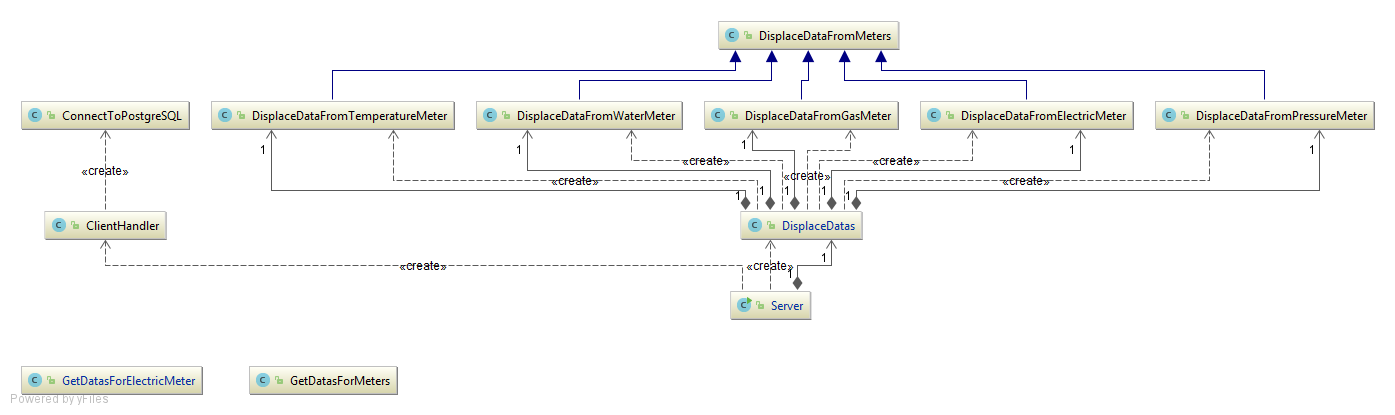 C DisplaceDataFromMeters
C ConnectToPostgreSQL
C DisplaceDataFromTemperatureMeter
C DisplaceDataFromWaterMeter
C DisplaceDataFromGasMeter
C DisplaceDataFromElectricMeter
C DisplaceDataFromPressureMeter
1 1 1 1 1
«create» «create» «create» «create»
«create» «create»
1 1 1 1 1
C ClientHandler
C DisplaceDatas
1
«create» «create» 1
C Server
C GetDatasForElectricMeter
C GetDatasForMeters
Powered by yFiles